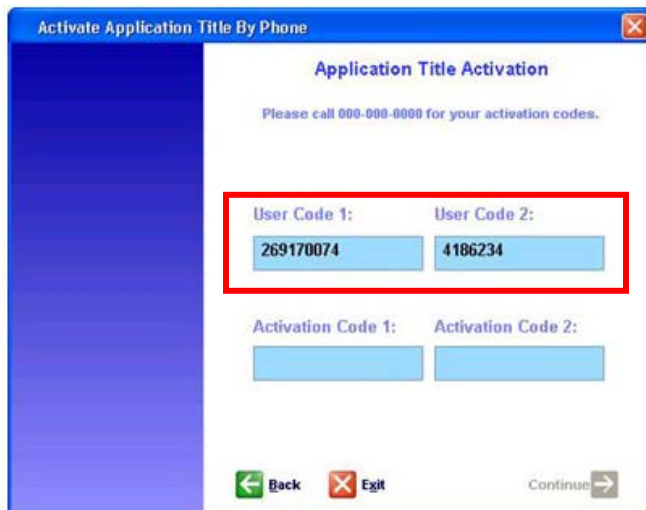 Activate Application Title By Phone
Application Title Activation
Please call 000-000-0000 for your activation codes.
User Code 1: User Code 2:
269170074 4186234
Activation Code 1: Activation Code 2:
Back Exit Continue